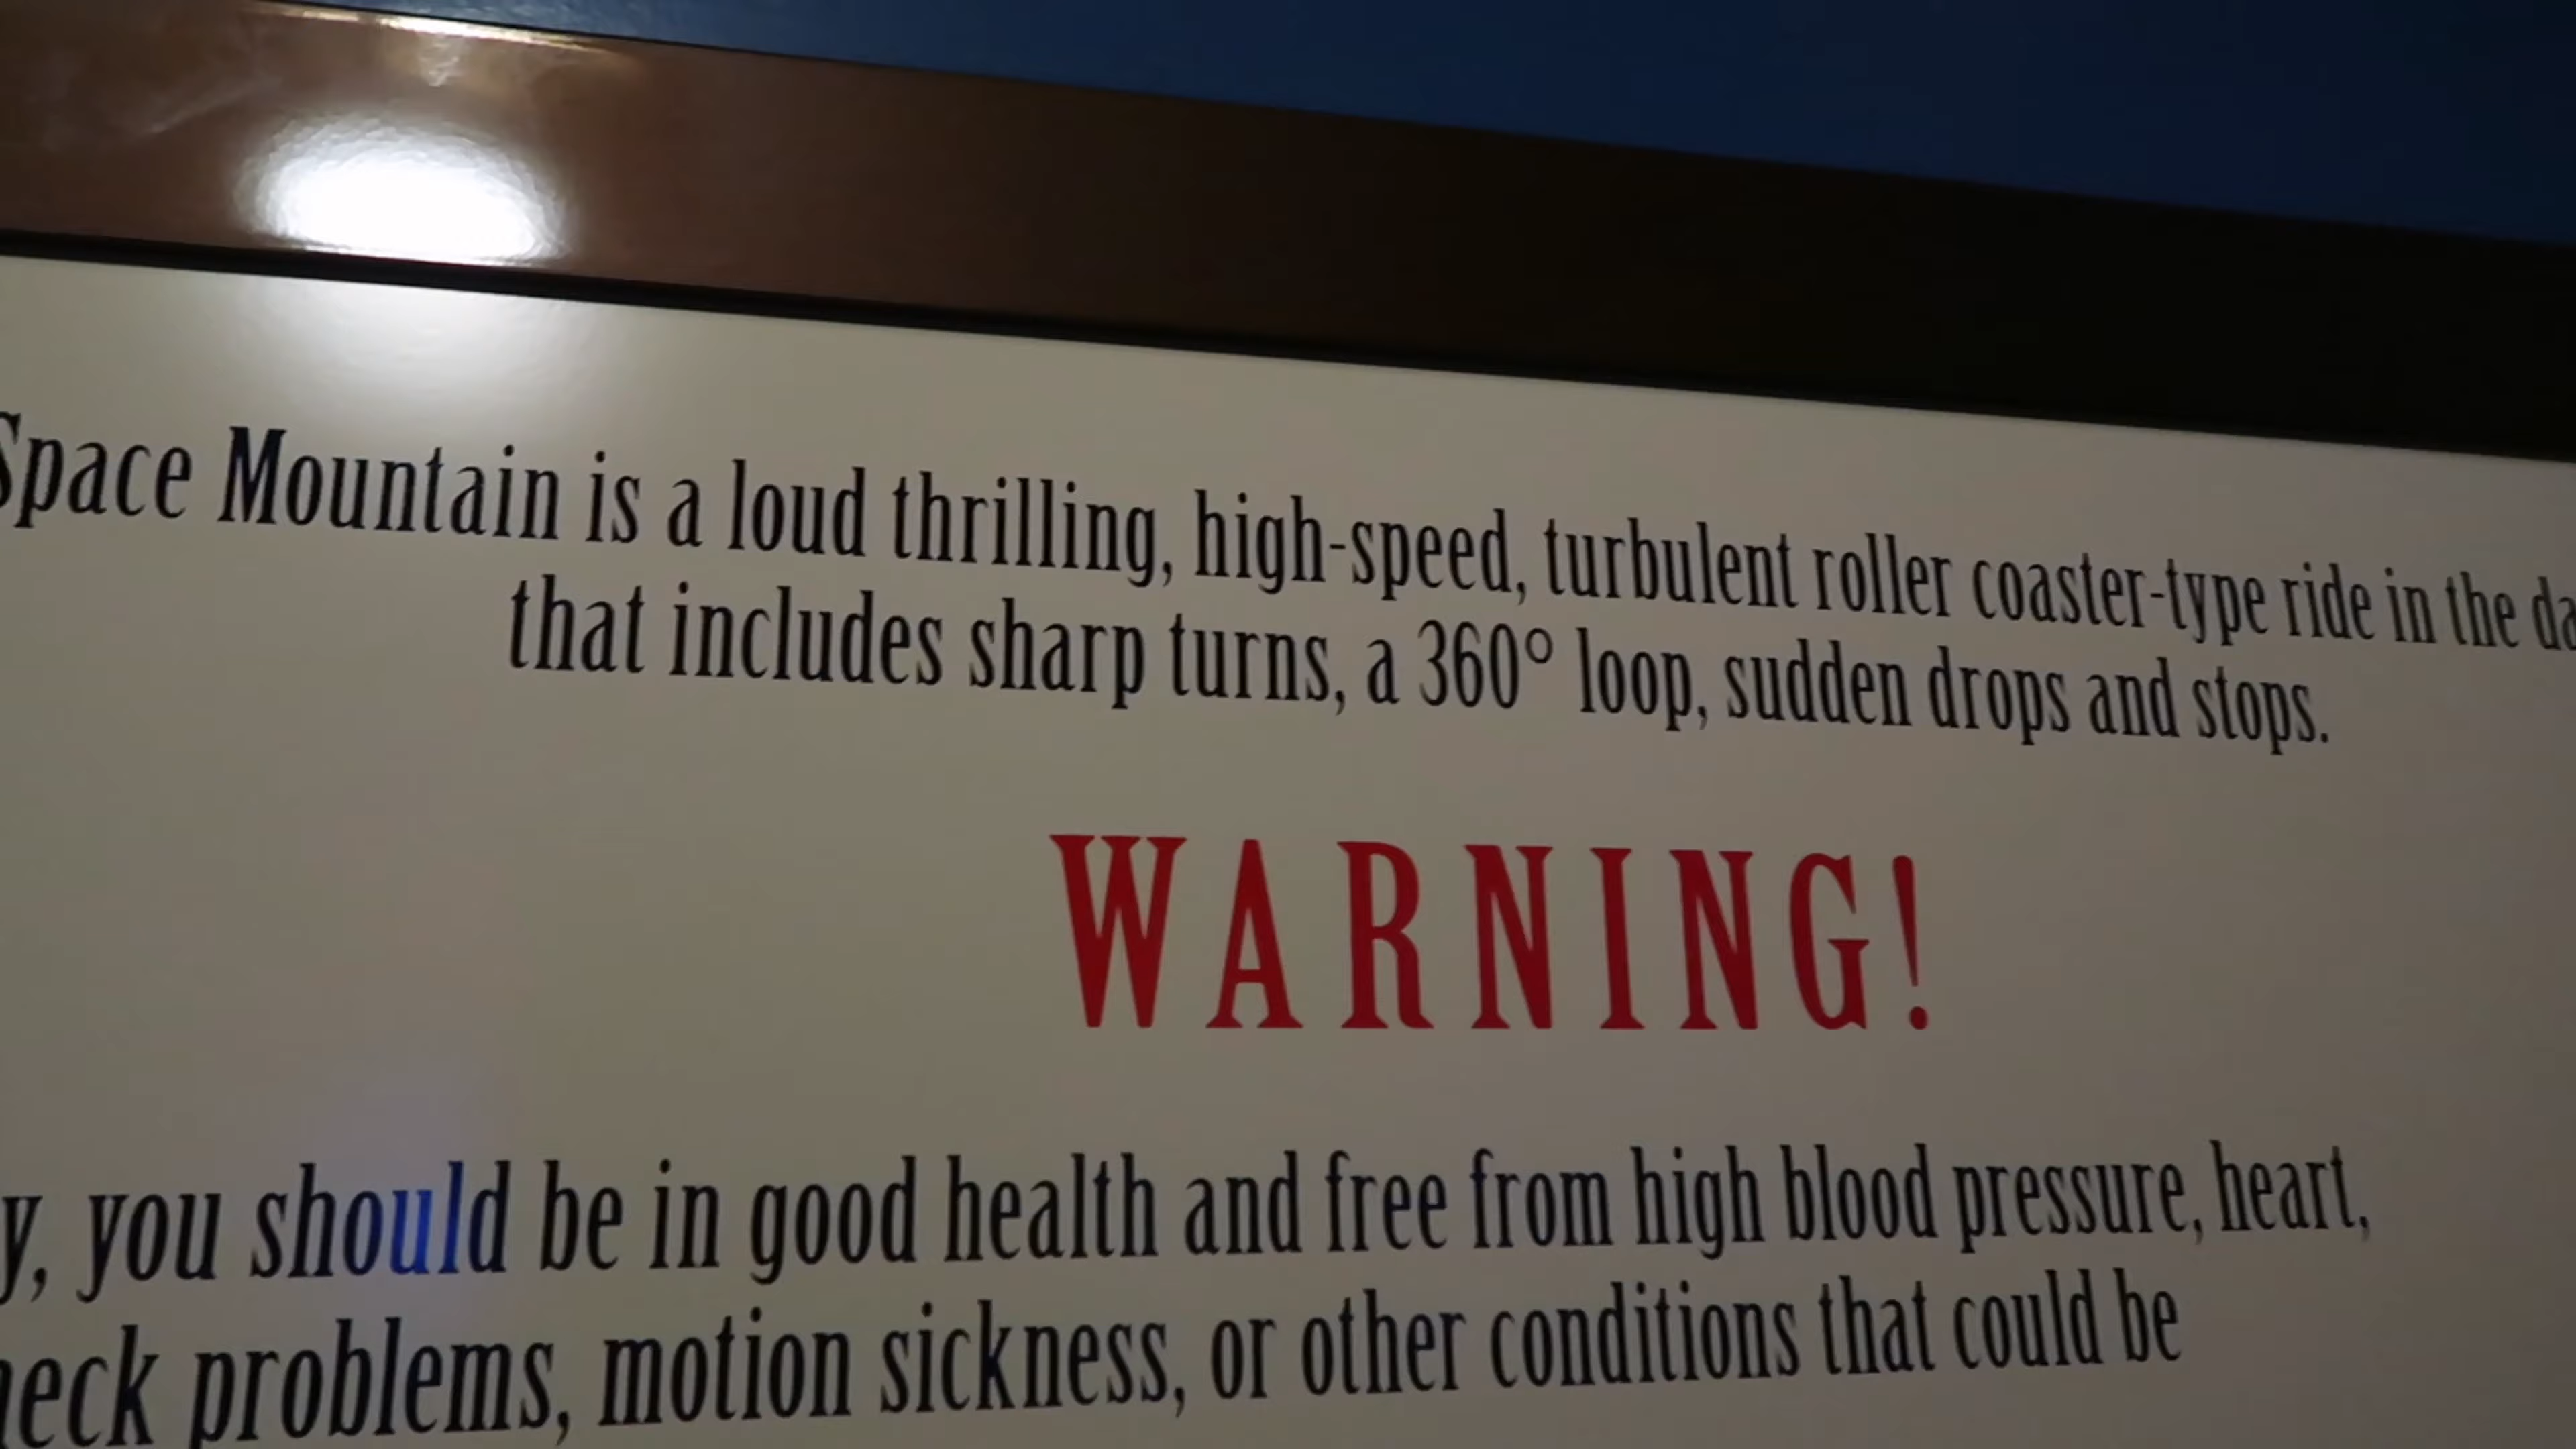 Space Mountain is a loud thrilling, high-speed, turbulent roller coaster-type ride in the
that includes sharp turns, a 360° loop, sudden drops and stops.
WARNING!
you should be in good health and free from high blood pressure, heart,
problems, motion sickness, or other conditions that could be